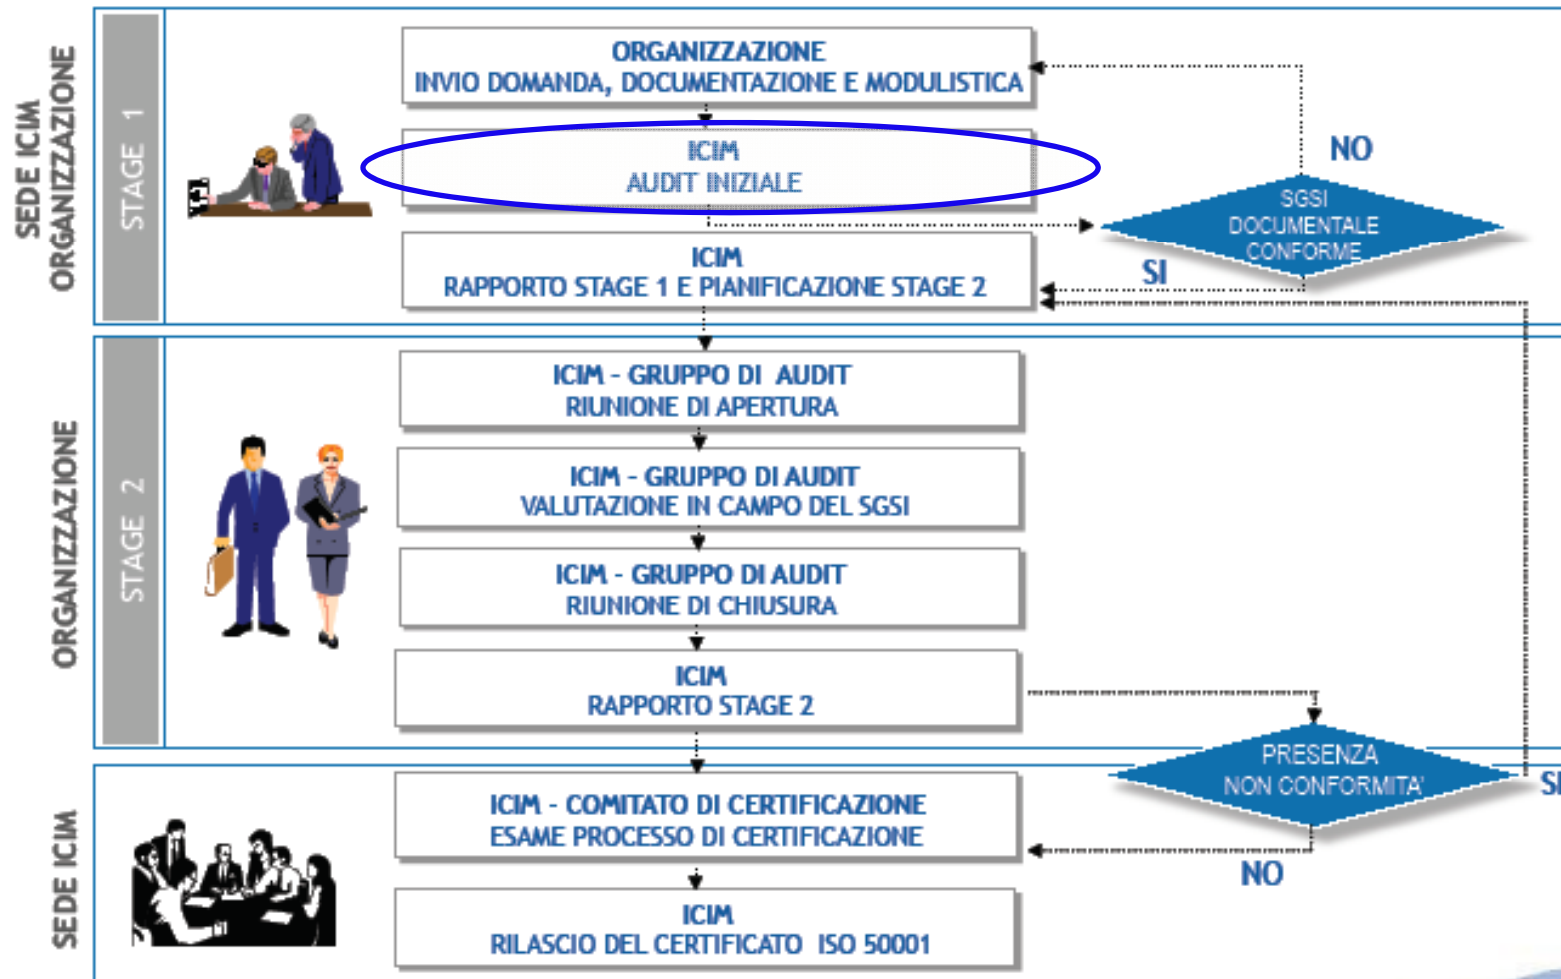 SEDE ICIM
ORGANIZZAZIONE
STAGE 1
ORGANIZZAZIONE
INVIO DOMANDA, DOCUMENTAZIONE E MODULISTICA
ICIM
AUDIT INIZIALE
NO
SGSI
DOCUMENTALE
CONFORME
SI
ICIM
RAPPORTO STAGE 1 E PIANIFICAZIONE STAGE 2
ORGANIZZAZIONE
STAGE 2
ICIM - GRUPPO DI AUDIT
RIUNIONE DI APERTURA
ICIM - GRUPPO DI AUDIT
VALUTAZIONE IN CAMPO DEL SGSI
ICIM - GRUPPO DI AUDIT
RIUNIONE DI CHIUSURA
ICIM
RAPPORTO STAGE 2
PRESENZA
NON CONFORMITA'
SI
NO
SEDE ICIM
ICIM - COMITATO DI CERTIFICAZIONE
ESAME PROCESSO DI CERTIFICAZIONE
ICIM
RILASCIO DEL CERTIFICATO ISO 50001